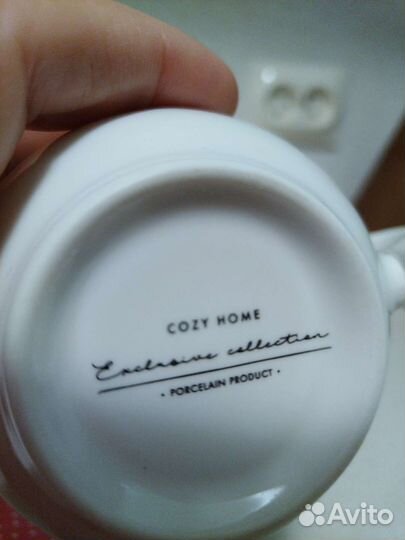 COZY HOME
Exclusive collection
• PORCELAIN PRODUCT •
Avito